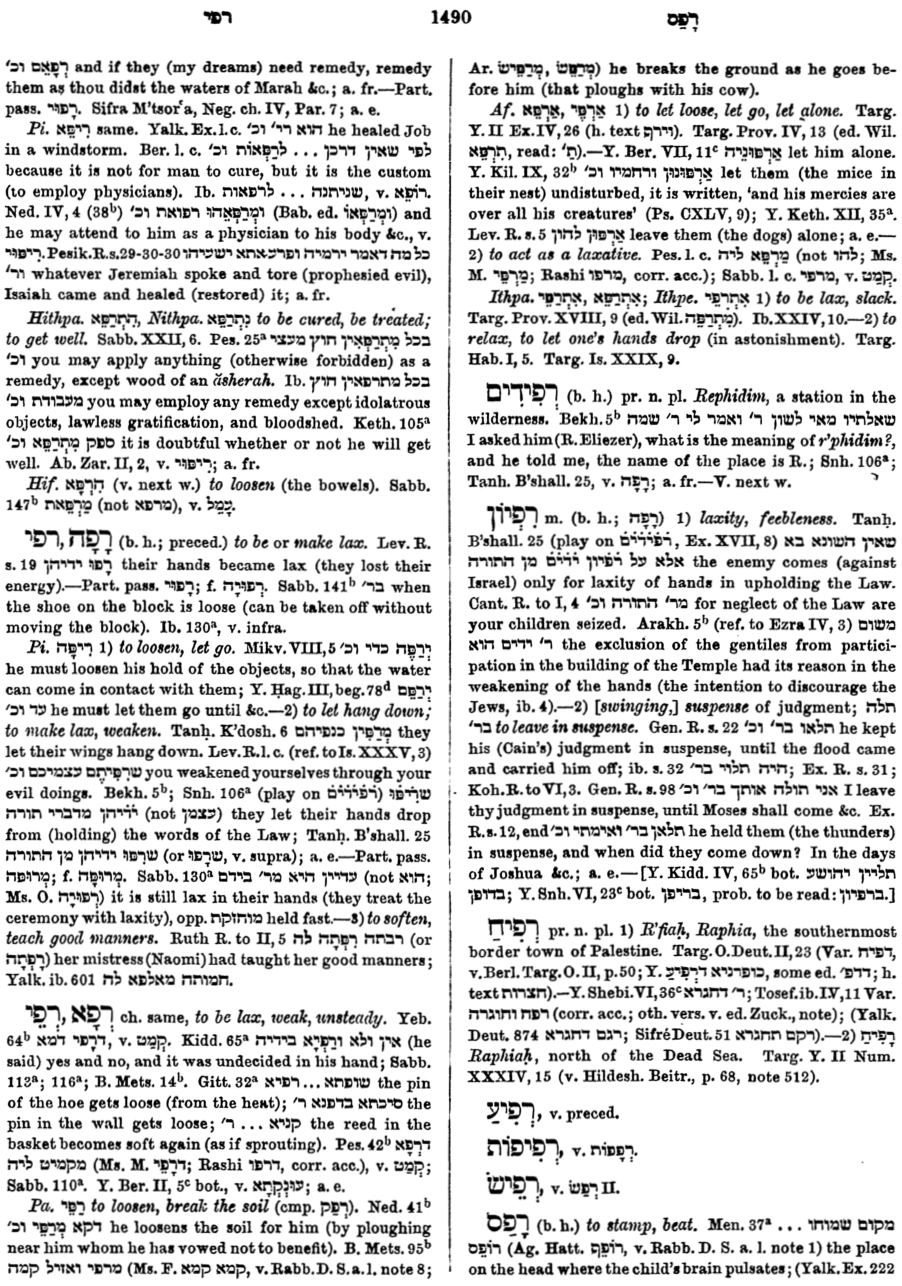 רפי 1490 רָפַס
רְפָאֵם וכ׳ and if they (my dreams) need remedy, remedy
them as thou didst the waters of Marah &c.; a. fr.—Part.
pass. רָפוּי. Sifra M'tsorʿa, Neg. ch. IV, Par. 7; a. e.
Pi. רִיפֵּא same. Yalk. Ex. l. c. הוא רי׳ וכ׳ he healed Job
in a windstorm. Ber. l. c. לפי שאין דרכן ... לְרַפְּאוֹת וכ׳
because it is not for man to cure, but it is the custom
(to employ physicians). Ib. שניתנה ... לרפאות, v. רוֹפֵא.
Ned. IV, 4 (38ᵇ) וּמְרַפְּאֵהוּ רפואת וכ׳ (Bab. ed. וּמְרַפְּאוֹ) and
he may attend to him as a physician to his body &c., v.
רִיפּוּי. Pesik. R. s. 29-30-30 כל מה דאמר ירמיה ופרע־אתא ישעיהו
ור׳ whatever Jeremiah spoke and tore (prophesied evil),
Isaiah came and healed (restored) it; a. fr.
Hithpa. הִתְרַפֵּא, Nithpa. נִתְרַפֵּא to be cured, be treated;
to get well. Sabb. XXII, 6. Pes. 25ᵃ בכל מִתְרַפְּאִין חוץ מעצי
וכ׳ you may apply anything (otherwise forbidden) as a
remedy, except wood of an ăsherah. Ib. בכל מתרפאין חוץ
מעבודת וכ׳ you may employ any remedy except idolatrous
objects, lawless gratification, and bloodshed. Keth. 105ᵃ
ספק מִתְרַפֵּא וכ׳ it is doubtful whether or not he will get
well. Ab. Zar. II, 2, v. רִיפּוּי; a. fr.
Hif. הִרְפָּא (v. next w.) to loosen (the bowels). Sabb.
147ᵇ מַרְפֵּאת (not מרפא), v. עָמֵל.
רָפָה, רפי (b. h.; preced.) to be or make lax. Lev. R.
s. 19 רָפוּ ידיהן their hands became lax (they lost their
energy).—Part. pass. רָפוּי; f. רְפוּיָה. Sabb. 141ᵇ בר׳ when
the shoe on the block is loose (can be taken off without
moving the block). Ib. 130ᵃ, v. infra.
Pi. רִיפָּה 1) to loosen, let go. Mikv. VIII, 5 יְרַפֶּה כדי וכ׳
he must loosen his hold of the objects, so that the water
can come in contact with them; Y. Ḥag. III, beg. 78ᵈ יְרַפֵּם
עד וכ׳ he must let them go until &c.—2) to let hang down;
to make lax, weaken. Tanḥ. K'dosh. 6 מְרַפִּין כנפיהם they
let their wings hang down. Lev. R. l. c. (ref. to Is. XXXV, 3)
שרִפִּיתֶם עצמיכם וכ׳ you weakened yourselves through your
evil doings. Bekh. 5ᵇ; Snh. 106ᵃ (play on רפידים) שרִיפּוּ
ידיהן מדברי תורה (not עצמן) they let their hands drop
from (holding) the words of the Law; Tanḥ. B'shall. 25
שרִפּוּ ידיהן מן התורה (or שרָפוּ, v. supra); a. e.—Part. pass.
מְרוּפֶּה; f. מְרוּפָּה. Sabb. 130ᵃ עדיין היא מר׳ בידם (not הוא;
Ms. O. רְפוּיָה) it is still lax in their hands (they treat the
ceremony with laxity), opp. מוחזקת held fast.—3) to soften,
teach good manners. Ruth R. to II, 5 רבתה רִפְּתָה לה (or
רָפְתָה) her mistress (Naomi) had taught her good manners;
Yalk. ib. 601 חמותה מאלפא לה.
רְפָא, רְפֵי ch. same, to be lax, weak, unsteady. Yeb.
64ᵇ דְּרָפֵי דמא, v. קְמַט. Kidd. 65ᵃ אין ולא וְרַפְיָא בידיה (he
said) yes and no, and it was undecided in his hand; Sabb.
113ᵃ; 116ᵃ; B. Mets. 14ᵇ. Gitt. 32ᵃ שופתא ... רפיא the pin
of the hoe gets loose (from the heat); סיכתא בדפנא ר׳ the
pin in the wall gets loose; קניא ... ר׳ the reed in the
basket becomes soft again (as if sprouting). Pes. 42ᵇ דרְפָא
מקמיט ליה (Ms. M. דרָפֵי; Rashi דרפו, corr. acc.), v. קְמַט;
Sabb. 110ᵃ. Y. Ber. II, 5ᶜ bot., v. עוּנְקְתָא; a. e.
Pa. רַפֵּי to loosen, break the soil (cmp. רְפַק). Ned. 41ᵇ
דקא מְרַפֵּי וכ׳ he loosens the soil for him (by ploughing
near him whom he has vowed not to benefit). B. Mets. 95ᵇ
מרפי ואזיל קמה (Ms. F. קמא קמא, v. Rabb. D. S. a. l. note 8;
Ar. מְרַפֵּשׁ, מְרַפֵּישׁ) he breaks the ground as he goes be-
fore him (that ploughs with his cow).
Af. אַרְפֵּי, אַרְפֵּא 1) to let loose, let go, let alone. Targ.
Y. II Ex. IV, 26 (h. text וירף). Targ. Prov. IV, 13 (ed. Wil.
תִּרְפֵּא, read: תַּ׳).—Y. Ber. VII, 11ᶜ אַרְפּוּנֵיהּ let him alone.
Y. Kil. IX, 32ᵇ אַרְפּוּנוּן ורחמיו וכ׳ let them (the mice in
their nest) undisturbed, it is written, 'and his mercies are
over all his creatures' (Ps. CXLV, 9); Y. Keth. XII, 35ᵃ.
Lev. R. s. 5 אַרְפּוּן להון leave them (the dogs) alone; a. e.—
2) to act as a laxative. Pes. l. c. מַרְפֵּא ליה (not להו; Ms.
M. מַרְפֵּי; Rashi מרפו, corr. acc.); Sabb. l. c. מרפי, v. קְמַט.
Ithpa. אִתְרַפֵּא, אִתְרַפֵּי; Ithpe. אִתְרְפֵי 1) to be lax, slack.
Targ. Prov. XVIII, 9 (ed. Wil. מִתְרַפֶּה). Ib. XXIV, 10.—2) to
relax, to let one's hands drop (in astonishment). Targ.
Hab. I, 5. Targ. Is. XXIX, 9.
רְפִידִים (b. h.) pr. n. pl. Rephidim, a station in the
wilderness. Bekh. 5ᵇ שאלתיו מאי לשון ר׳ ואמר לי ר׳ שמה
I asked him (R. Eliezer), what is the meaning of r'phidim?,
and he told me, the name of the place is R.; Snh. 106ᵃ;
Tanh. B'shall. 25, v. רָפָה; a. fr.—V. next w.
רִפְיוֹן m. (b. h.; רָפָה) 1) laxity, feebleness. Tanḥ.
B'shall. 25 (play on רפידים, Ex. XVII, 8) שאין השונא בא
אלא על רפיון ידים מן התורה the enemy comes (against
Israel) only for laxity of hands in upholding the Law.
Cant. R. to I, 4 מר׳ התורה וכ׳ for neglect of the Law are
your children seized. Arakh. 5ᵇ (ref. to Ezra IV, 3) משום
ר׳ ידים הוא the exclusion of the gentiles from partici-
pation in the building of the Temple had its reason in the
weakening of the hands (the intention to discourage the
Jews, ib. 4).—2) [swinging,] suspense of judgment; תלה
בר׳ to leave in suspense. Gen. R. s. 22 תלאו בר׳ וכ׳ he kept
his (Cain's) judgment in suspense, until the flood came
and carried him off; ib. s. 32 היה תלוי בר׳; Ex. R. s. 31;
Koh. R. to VI, 3. Gen. R. s. 98 אני תולה אותך בר׳ וכ׳ I leave
thy judgment in suspense, until Moses shall come &c. Ex.
R. s. 12, end תלאן בר׳ ואימתי וכ׳ he held them (the thunders)
in suspense, and when did they come down? In the days
of Joshua &c.; a. e.—[Y. Kidd. IV, 65ᵇ bot. תליין יהושע
בדופן; Y. Snh. VI, 23ᶜ bot. בריפן, prob. to be read: ברפיון.]
רְפִיחַ pr. n. pl. 1) R'fiaḥ, Raphia, the southernmost
border town of Palestine. Targ. O. Deut. II, 23 (Var. דפיח,
v. Berl. Targ. O. II, p. 50; Y. כופרניא דִרְפִיעַ, some ed. דדפ׳; h.
text חצרות).—Y. Shebi. VI, 36ᶜ ר׳ דחגרא; Tosef. ib. IV, 11 Var.
רפח וחוגרה (corr. acc.; oth. vers. v. ed. Zuck., note); (Yalk.
Deut. 874 רגם דחגרא; Sifré Deut. 51 רקם תחגרא).—2) רָפִיחַ
Raphiaḥ, north of the Dead Sea. Targ. Y. II Num.
XXXIV, 15 (v. Hildesh. Beitr., p. 68, note 512).
רְפִיעַ, v. preced.
רְפִיפוֹת, v. רְפָפוֹת.
רְפִישׁ, v. רְפַשׁ II.
רָפַס (b. h.) to stamp, beat. Men. 37ᵃ מקום שמוחו ...
רופס (Ag. Hatt. רוֹפֵף, v. Rabb. D. S. a. l. note 1) the place
on the head where the child's brain pulsates; (Yalk. Ex. 222